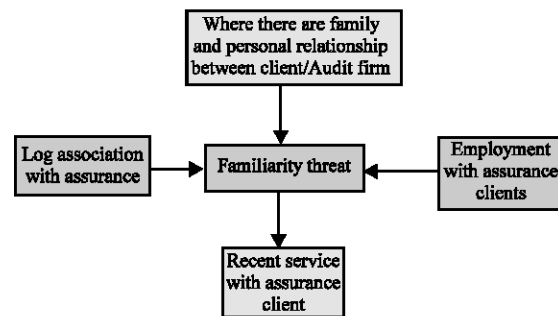 Where there are family
and personal relationship
between client/Audit firm
Log association
with assurance
Familiarity threat
Employment
with assurance
clients
Recent service
with assurance
client